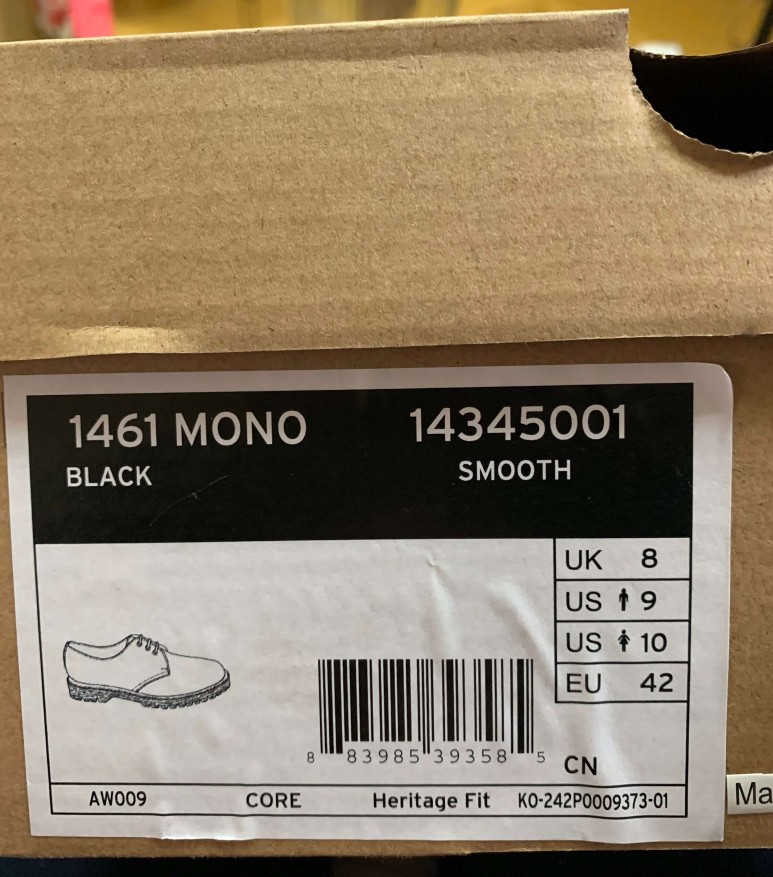 1461 MONO 14345001
BLACK SMOOTH
UK 8
US 9
US 10
EU 42
8 83985 39358 5
CN
AW009 CORE Heritage Fit K0-242P0009373-01
Ma